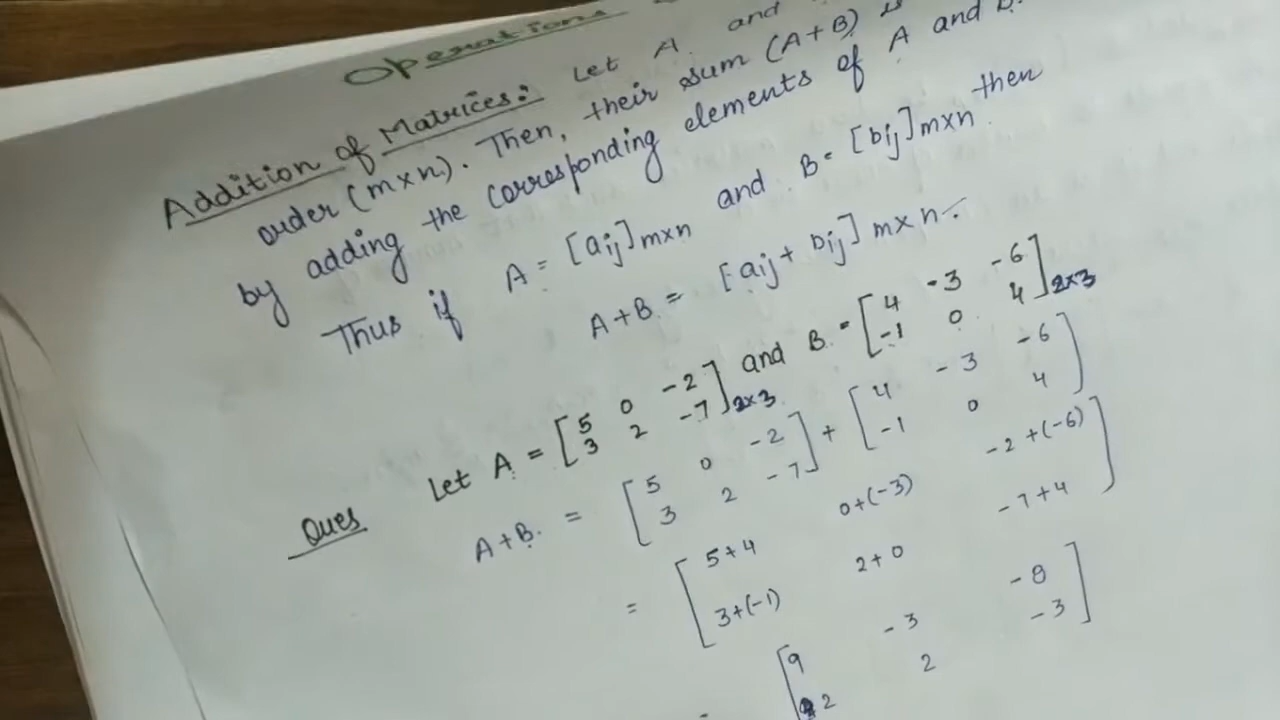 Operations
Addition of Matrices: Let A and
order (m×n). Then, their sum (A+B) is
by adding the corresponding elements of A and B.
Thus if A = [aij]m×n and B = [bij]m×n then
A+B = [aij + bij] m×n.
Ques Let A = [5 0 -2
3 2 -7]2×3 and B = [4 -3 -6
-1 0 4]2×3
A+B = [5 0 -2
3 2 -7] + [4 -3 -6
-1 0 4]
= [5+4 0+(-3) -2+(-6)
3+(-1) 2+0 -7+4]
= [9 -3 -8
2 2 -3]